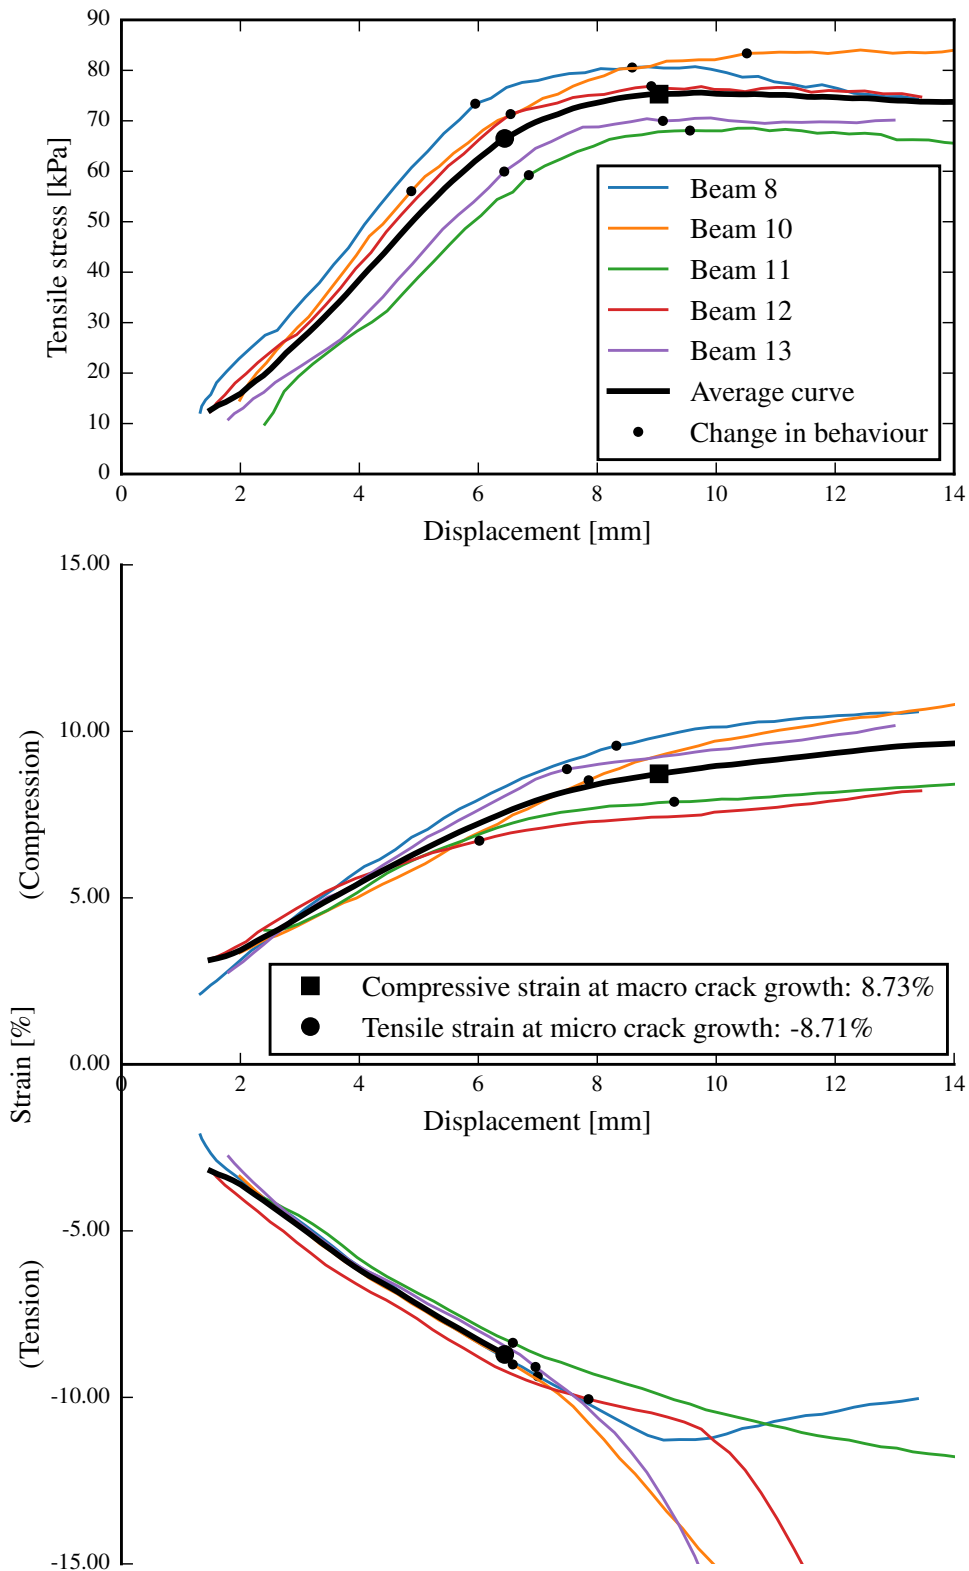 90
80
70
60
50
40
30
20
10
0
Tensile stress [kPa]
Beam 8
Beam 10
Beam 11
Beam 12
Beam 13
Average curve
Change in behaviour
0 2 4 6 8 10 12 14
Displacement [mm]
15.00
10.00
5.00
0.00
-5.00
-10.00
-15.00
(Compression)
Strain [%]
(Tension)
Compressive strain at macro crack growth: 8.73%
Tensile strain at micro crack growth: -8.71%
0 2 4 6 8 10 12 14
Displacement [mm]